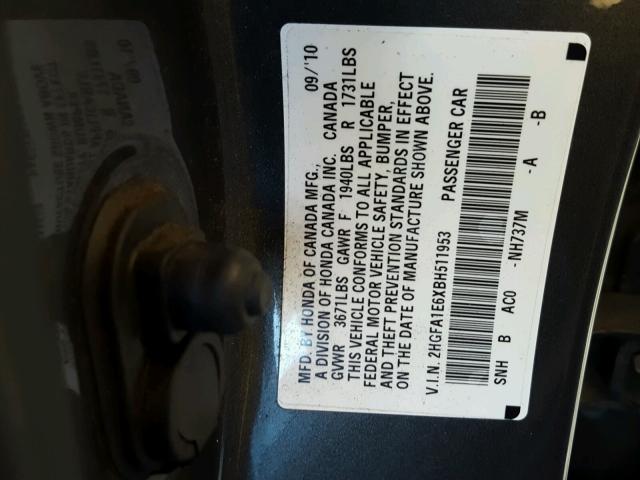 MFD. BY HONDA OF CANADA MFG., 09/'10
A DIVISION OF HONDA CANADA INC. CANADA
GVWR 3671LBS GAWR F 1940LBS R 1731LBS
THIS VEHICLE CONFORMS TO ALL APPLICABLE
FEDERAL MOTOR VEHICLE SAFETY, BUMPER,
AND THEFT PREVENTION STANDARDS IN EFFECT
ON THE DATE OF MANUFACTURE SHOWN ABOVE.
V.I.N. 2HGFA1E6XBH511953 PASSENGER CAR
SNH B AC0 -NH737M -A -B